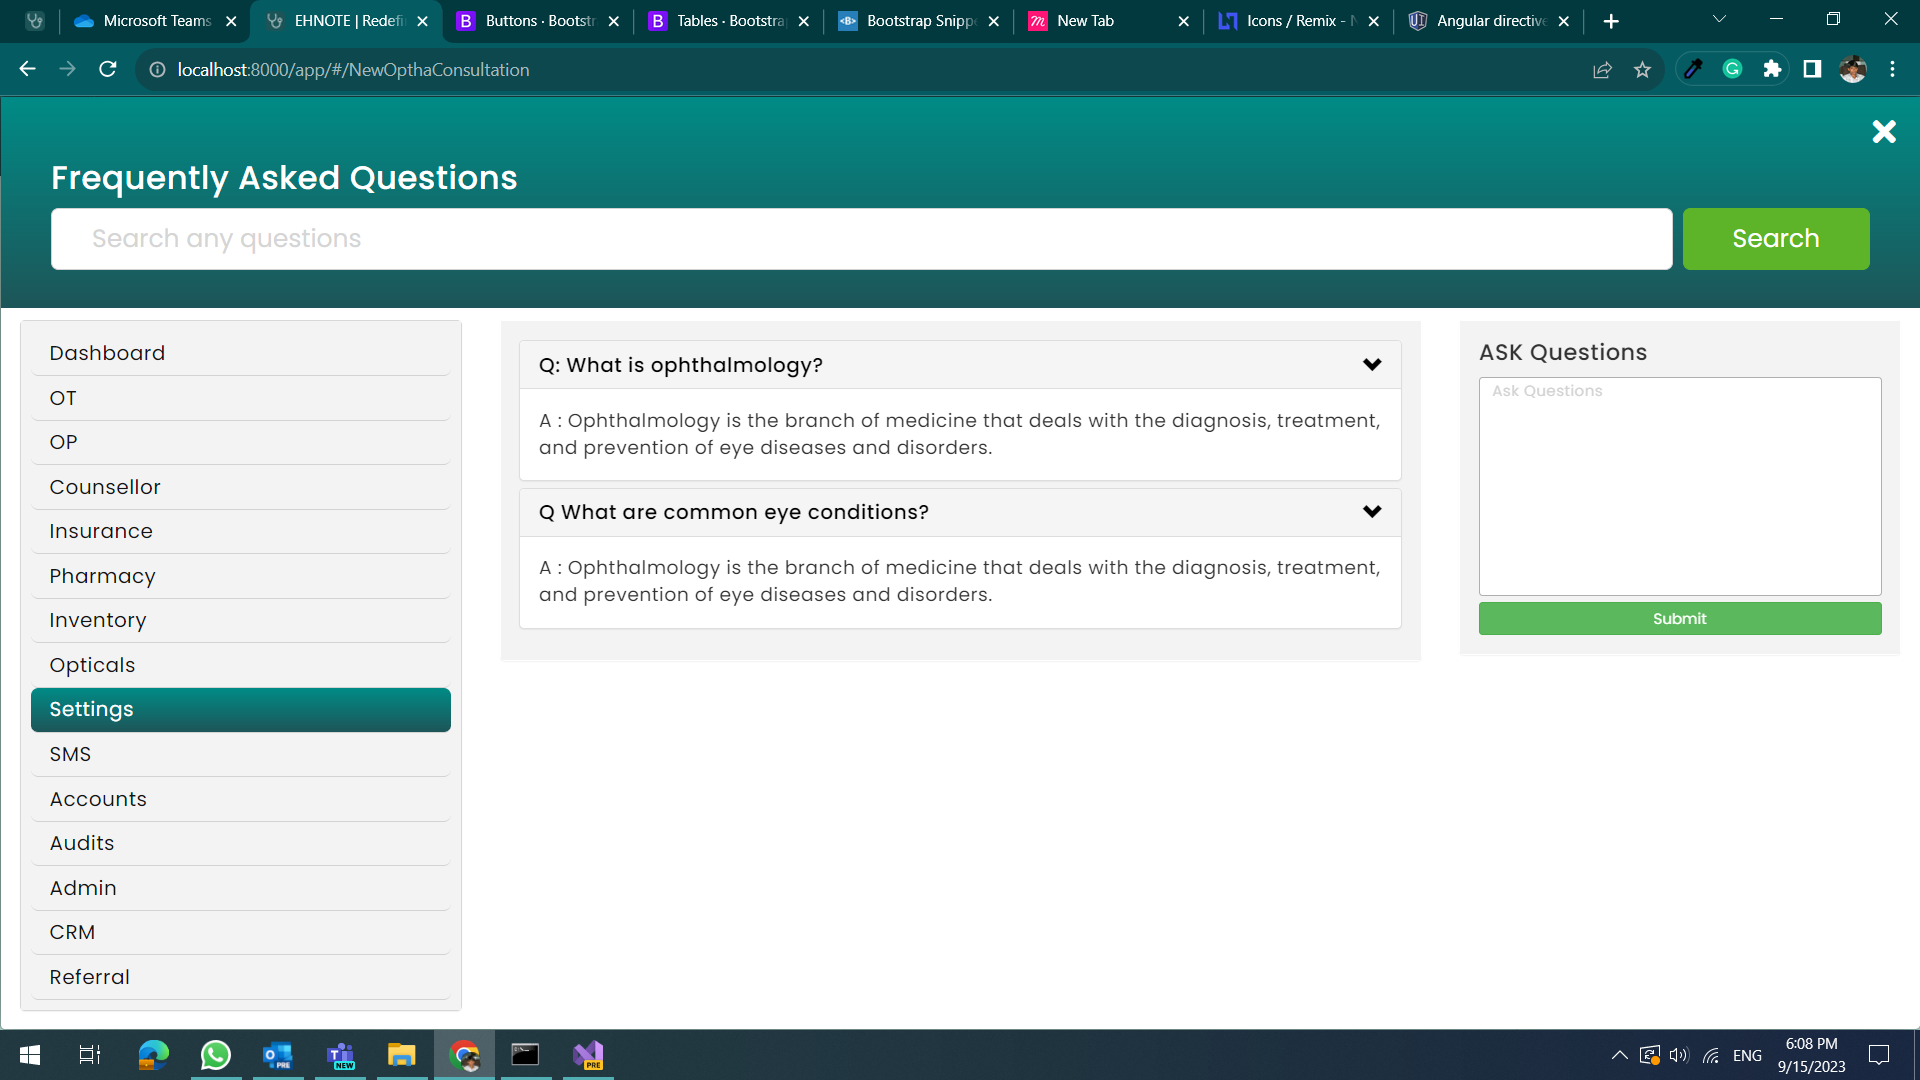 Microsoft Teams
EHNOTE | Redefi
Buttons · Bootstr
Tables · Bootstrap
Bootstrap Snippe
New Tab
Icons / Remix - N
Angular directive
localhost:8000/app/#/NewOpthaConsultation
Frequently Asked Questions
Search any questions
Search
Dashboard
OT
OP
Counsellor
Insurance
Pharmacy
Inventory
Opticals
Settings
SMS
Accounts
Audits
Admin
CRM
Referral
Q: What is ophthalmology?
A : Ophthalmology is the branch of medicine that deals with the diagnosis, treatment,
and prevention of eye diseases and disorders.
Q What are common eye conditions?
A : Ophthalmology is the branch of medicine that deals with the diagnosis, treatment,
and prevention of eye diseases and disorders.
ASK Questions
Ask Questions
Submit
PRE
NEW
PRE
ENG
6:08 PM
9/15/2023